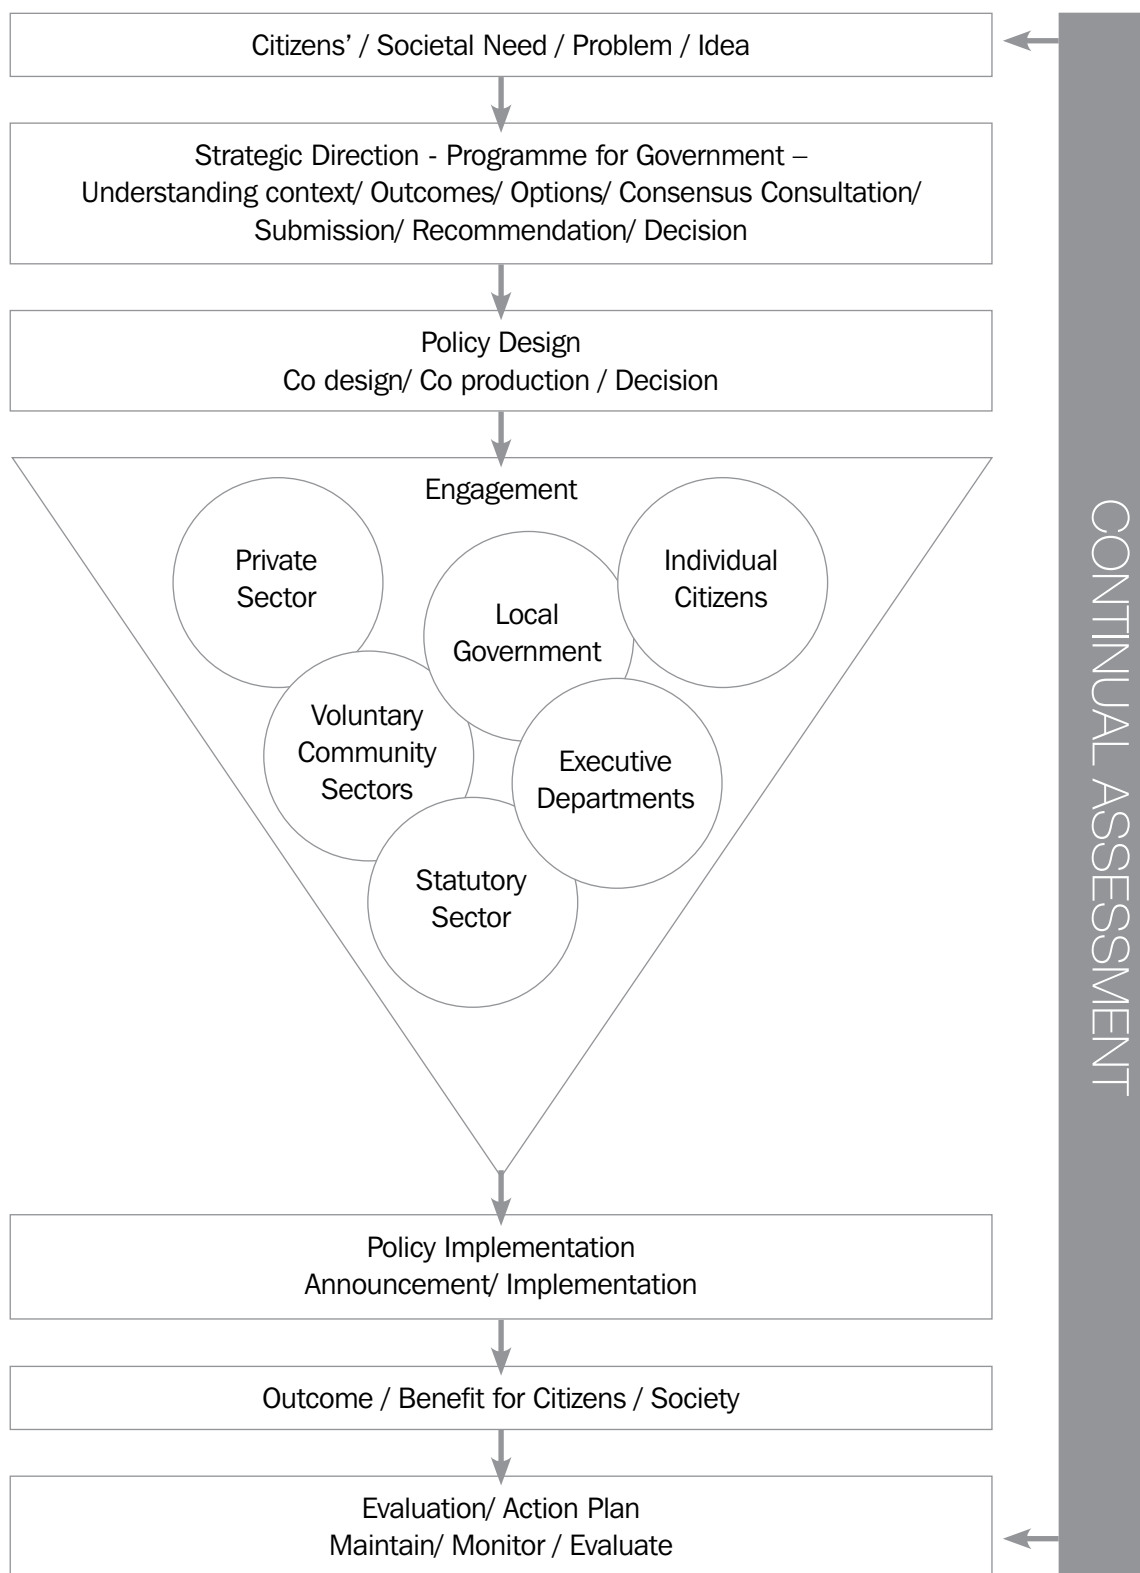 Citizens’ / Societal Need / Problem / Idea
Strategic Direction - Programme for Government –
Understanding context/ Outcomes/ Options/ Consensus Consultation/
Submission/ Recommendation/ Decision
Policy Design
Co design/ Co production / Decision
Engagement
Private
Sector
Individual
Citizens
Local
Government
Voluntary
Community
Sectors
Executive
Departments
Statutory
Sector
Policy Implementation
Announcement/ Implementation
Outcome / Benefit for Citizens / Society
Evaluation/ Action Plan
Maintain/ Monitor / Evaluate
CONTINUAL ASSESSMENT